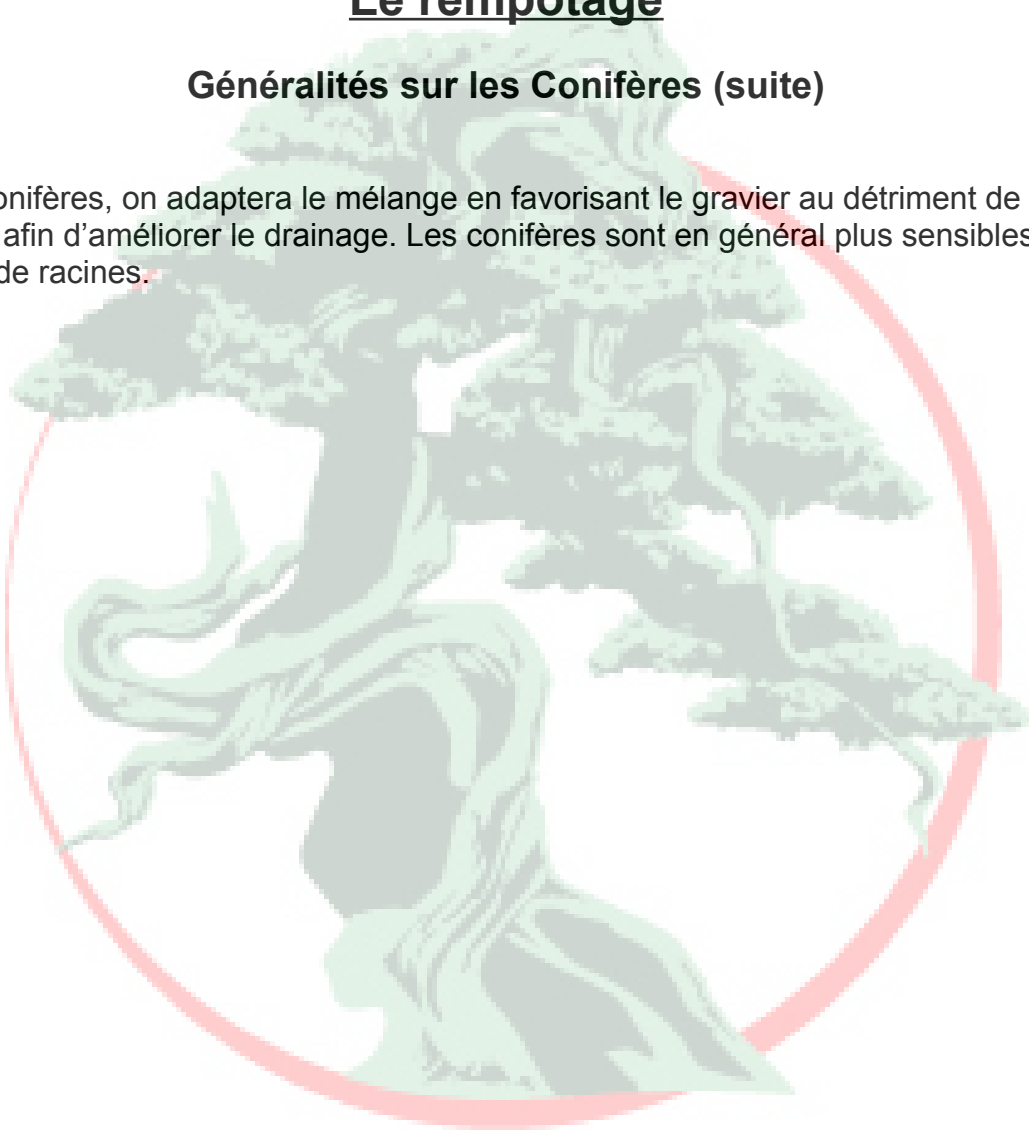 Le rempotage
Généralités sur les Conifères (suite)
onifères, on adaptera le mélange en favorisant le gravier au détriment de
afin d’améliorer le drainage. Les conifères sont en général plus sensibles
de racines.